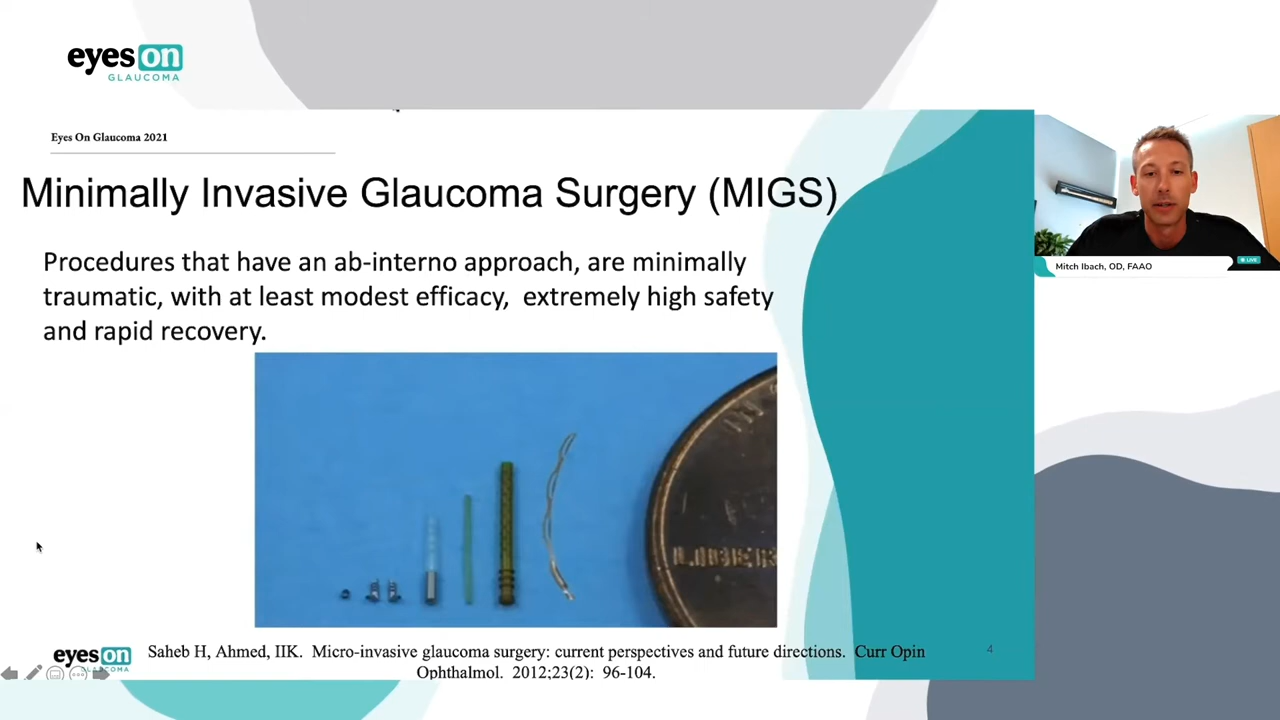 eyes on
GLAUCOMA
Eyes On Glaucoma 2021
Minimally Invasive Glaucoma Surgery (MIGS)
Procedures that have an ab-interno approach, are minimally
traumatic, with at least modest efficacy, extremely high safety
and rapid recovery.
Mitch Ibach, OD, FAAO
LIVE
LIBER
eyes on
GLAUCOMA
Saheb H, Ahmed, IIK. Micro-invasive glaucoma surgery: current perspectives and future directions. Curr Opin
Ophthalmol. 2012;23(2): 96-104.
4